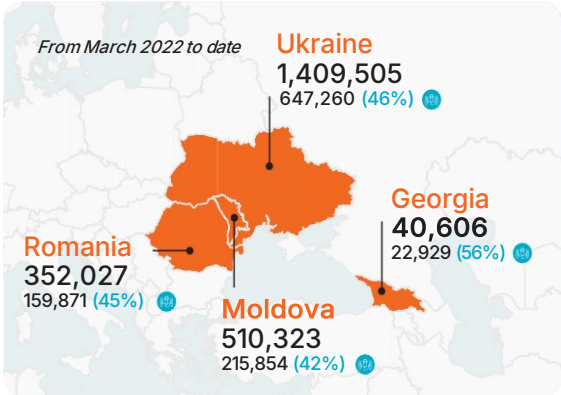 From March 2022 to date
Ukraine
1,409,505
647,260 (46%)
Georgia
40,606
22,929 (56%)
Romania
352,027
159,871 (45%)
Moldova
510,323
215,854 (42%)